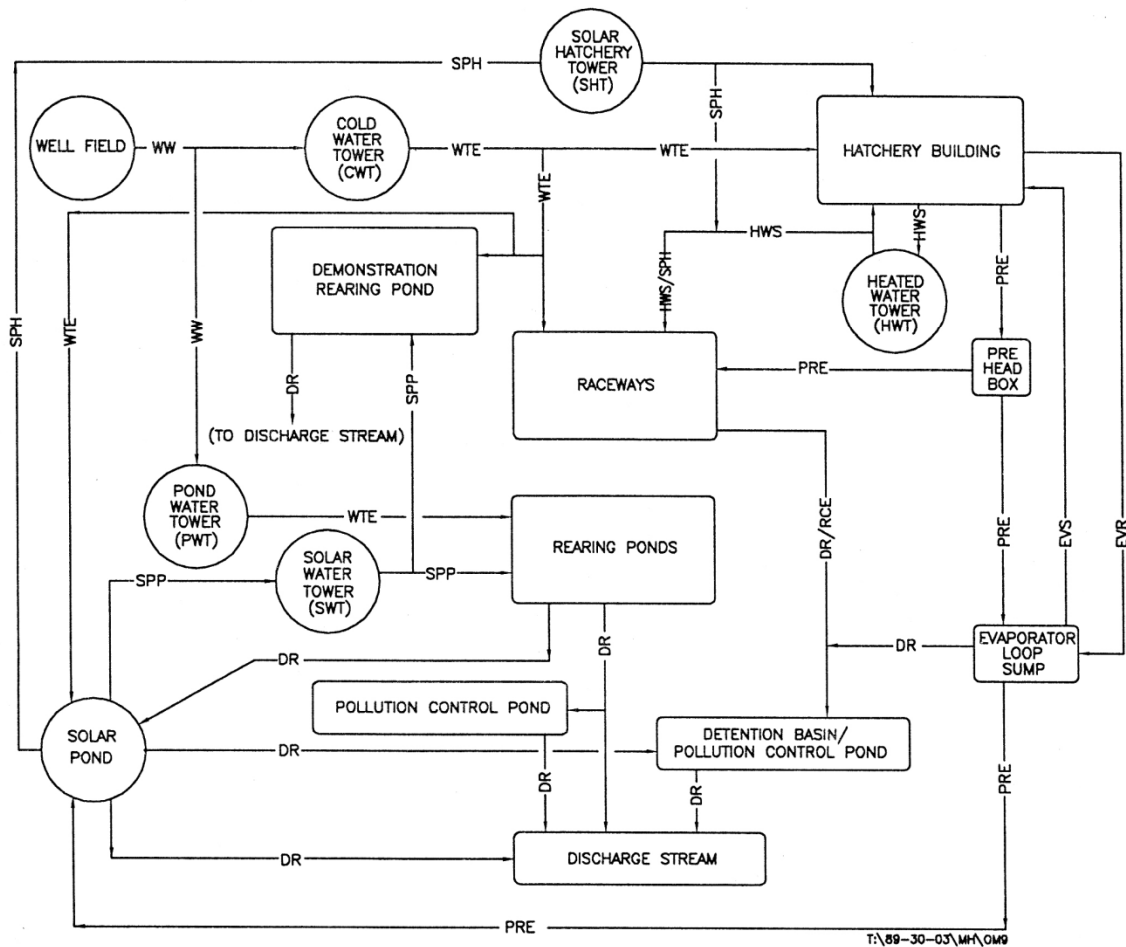 SOLAR
HATCHERY
TOWER
(SHT)
SPH
SPH
WELL FIELD
WW
COLD
WATER
TOWER
(CWT)
WTE
WTE
HATCHERY BUILDING
WTE
HWS
HWS
HWS/SPH
DEMONSTRATION
REARING POND
HEATED
WATER
TOWER
(HWT)
PRE
SPH
WTE
WW
DR
SPP
RACEWAYS
PRE
PRE
HEAD
BOX
(TO DISCHARGE STREAM)
POND
WATER
TOWER
(PWT)
WTE
REARING PONDS
DR/RCE
PRE
EVS
EVR
SPP
SOLAR
WATER
TOWER
(SWT)
SPP
DR
DR
DR
EVAPORATOR
LOOP
SUMP
POLLUTION CONTROL POND
SOLAR
POND
DR
DETENTION BASIN/
POLLUTION CONTROL POND
DR
DR
PRE
DR
DISCHARGE STREAM
PRE
T:\89-30-03\MH\OM9